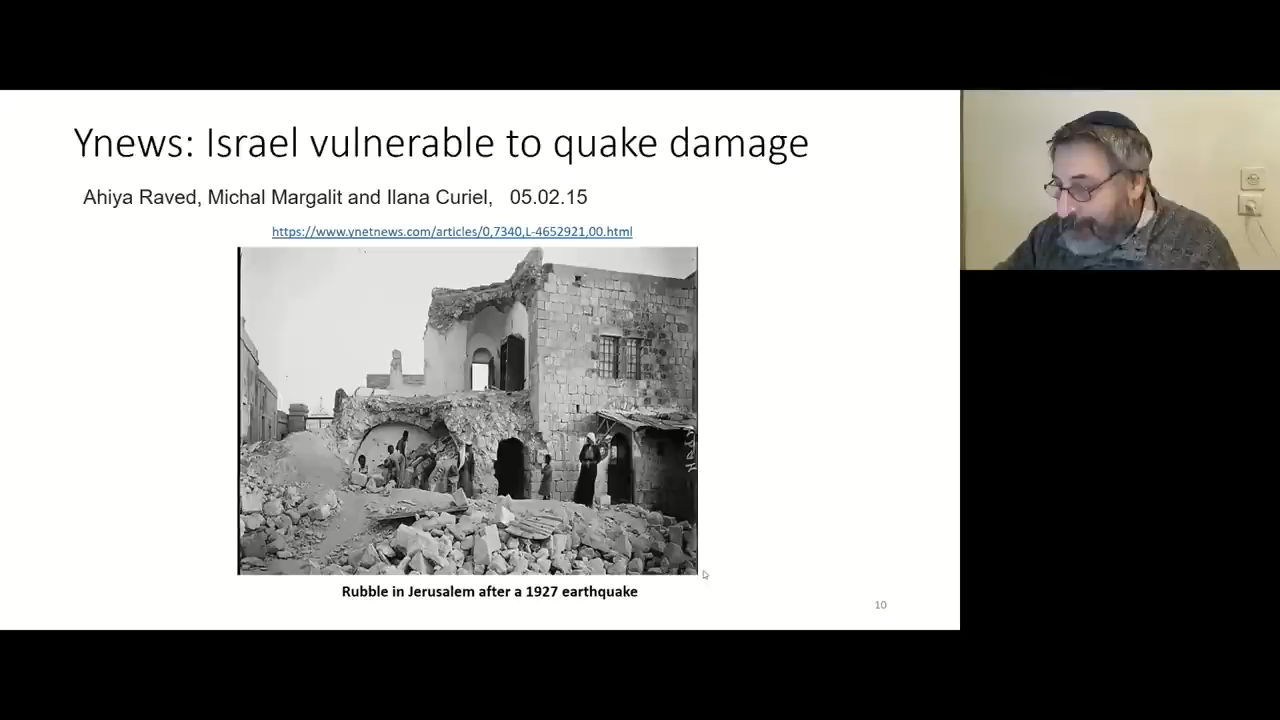 Ynews: Israel vulnerable to quake damage
Ahiya Raved, Michal Margalit and Ilana Curiel, 05.02.15
https://www.ynetnews.com/articles/0,7340,L-4652921,00.html
Rubble in Jerusalem after a 1927 earthquake
10